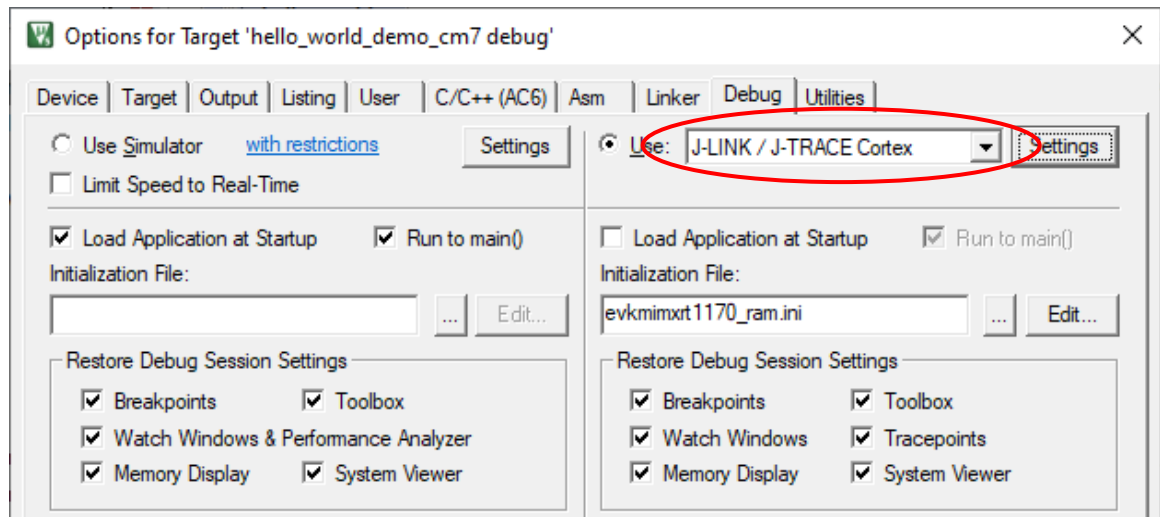 Options for Target 'hello_world_demo_cm7 debug'
Device Target Output Listing User C/C++ (AC6) Asm Linker Debug Utilities
Use Simulator with restrictions Settings Use: J-LINK / J-TRACE Cortex Settings
Limit Speed to Real-Time
Load Application at Startup Run to main() Load Application at Startup Run to main()
Initialization File: Initialization File:
... Edit... evkmimxrt1170_ram.ini ... Edit...
Restore Debug Session Settings Restore Debug Session Settings
Breakpoints Toolbox Breakpoints Toolbox
Watch Windows & Performance Analyzer Watch Windows Tracepoints
Memory Display System Viewer Memory Display System Viewer